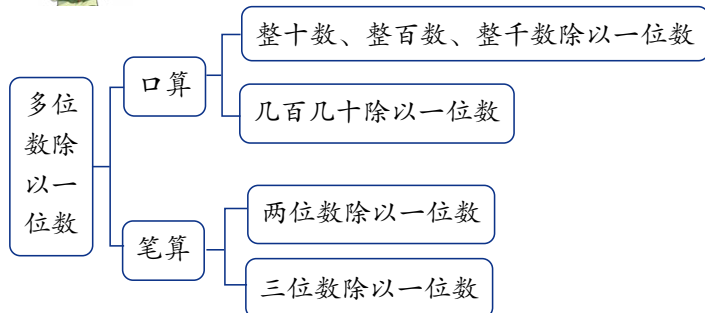 整十数、整百数、整千数除以一位数
口算
几百几十除以一位数
多位
数除
以一
位数
两位数除以一位数
笔算
三位数除以一位数